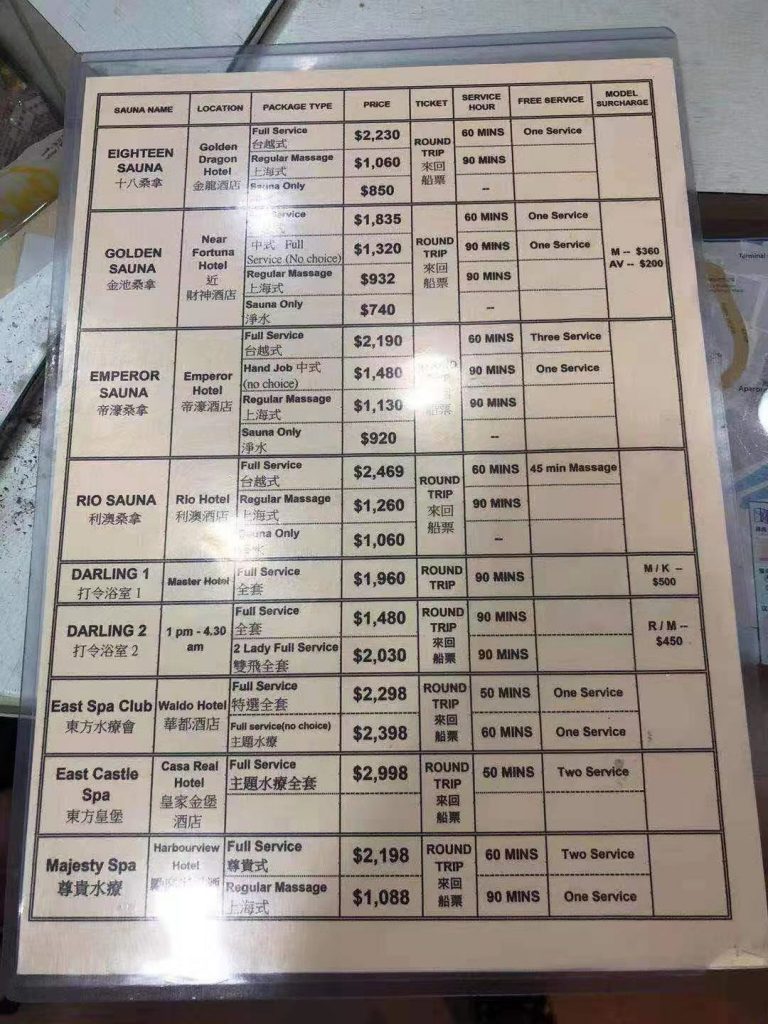 SAUNA NAME LOCATION PACKAGE TYPE PRICE TICKET SERVICE HOUR FREE SERVICE MODEL SURCHARGE
EIGHTEEN SAUNA
十八桑拿
Golden Dragon Hotel
金龍酒店
Full Service $2,230 60 MINS One Service
台越式
Regular Massage $1,060 90 MINS
上海式
Sauna Only $850 --
ROUND TRIP
來回
船票
GOLDEN SAUNA
金池桑拿
Near Fortuna Hotel
近
財神酒店
Service $1,835 60 MINS One Service
中式 Full Service (No choice) $1,320 90 MINS One Service
Regular Massage $932 90 MINS
上海式
Sauna Only $740 --
淨水
ROUND TRIP
來回
船票
M -- $360
AV -- $200
EMPEROR SAUNA
帝濠桑拿
Emperor Hotel
帝濠酒店
Full Service $2,190 60 MINS Three Service
台越式
Hand Job 中式 (no choice) $1,480 90 MINS One Service
Regular Massage $1,130 90 MINS
上海式
Sauna Only $920 --
淨水
船票
RIO SAUNA
利澳桑拿
Rio Hotel
利澳酒店
Full Service $2,469 60 MINS 45 min Massage
台越式
Regular Massage $1,260 90 MINS
上海式
Sauna Only $1,060 --
ROUND TRIP
來回
船票
DARLING 1
打令浴室 1
Master Hotel
Full Service $1,960 ROUND TRIP 90 MINS
全套
M / K --
$500
DARLING 2
打令浴室 2
1 pm - 4.30 am
Full Service $1,480 90 MINS
全套
2 Lady Full Service $2,030 90 MINS
雙飛全套
ROUND TRIP
來回
船票
R / M --
$450
East Spa Club
東方水療會
Waldo Hotel
華都酒店
Full Service $2,298 50 MINS One Service
特選全套
Full service(no choice) $2,398 60 MINS One Service
主題水療
ROUND TRIP
來回
船票
East Castle Spa
東方皇堡
Casa Real Hotel
皇家金堡
酒店
Full Service $2,998 50 MINS Two Service
主題水療全套
ROUND TRIP
來回
船票
Majesty Spa
尊貴水療
Harbourview Hotel
Full Service $2,198 60 MINS Two Service
尊貴式
Regular Massage $1,088 90 MINS One Service
上海式
ROUND TRIP
來回
船票
Terminal